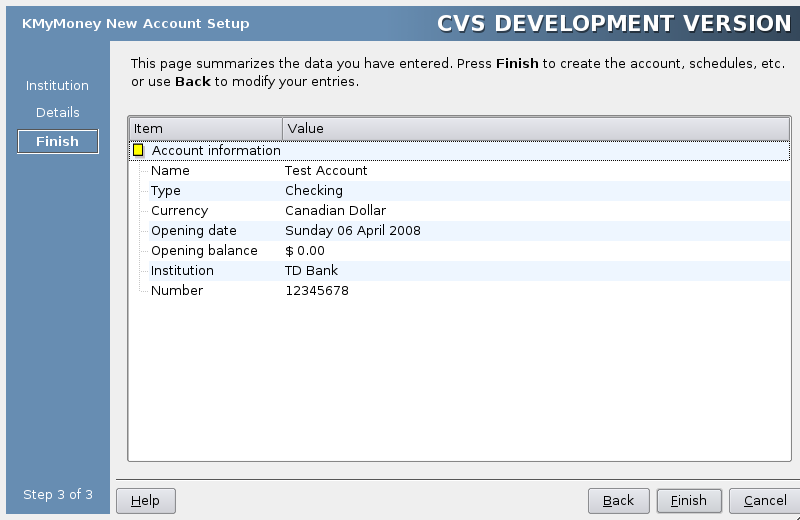 KMyMoney New Account Setup
CVS DEVELOPMENT VERSION
Institution
Details
Finish
This page summarizes the data you have entered. Press Finish to create the account, schedules, etc.
or use Back to modify your entries.
Item Value
Account information
Name Test Account
Type Checking
Currency Canadian Dollar
Opening date Sunday 06 April 2008
Opening balance $ 0.00
Institution TD Bank
Number 12345678
Step 3 of 3
Help Back Finish Cancel